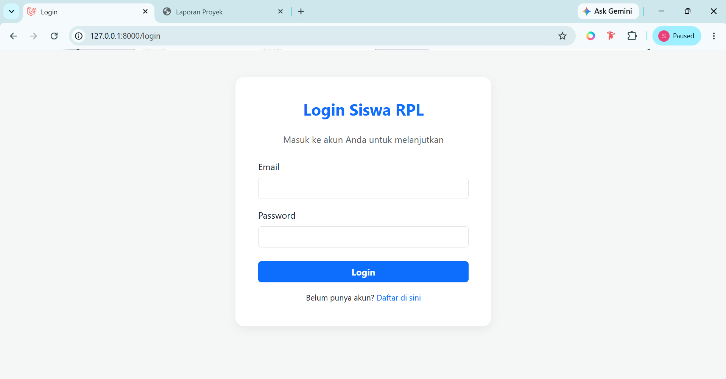 Login
Laporan Proyek
Ask Gemini
127.0.0.1:8000/login
Paused
Login Siswa RPL
Masuk ke akun Anda untuk melanjutkan
Email
Password
Login
Belum punya akun? Daftar di sini